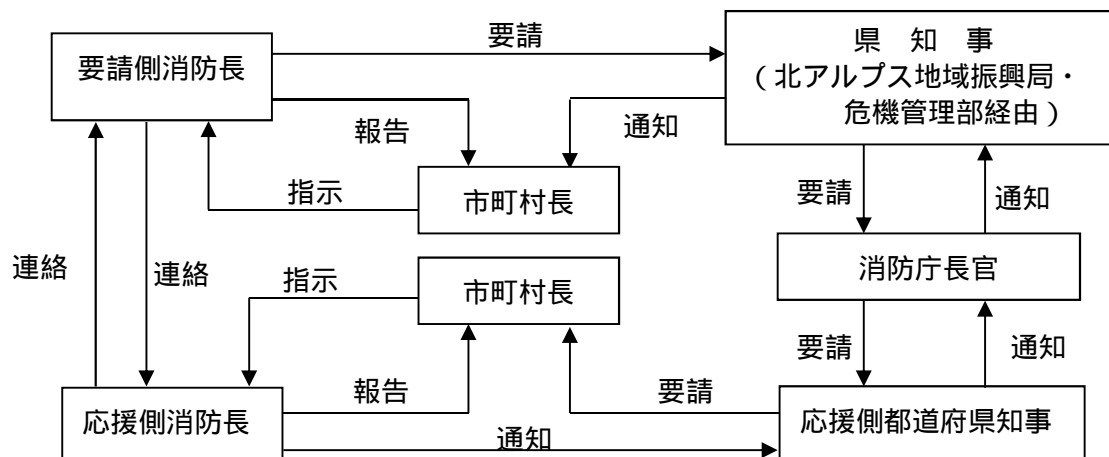 要請
要請側消防長
県　知　事
（北アルプス地域振興局・
危機管理部経由）
報告
通知
指示
市町村長
要請
通知
連絡
連絡
消防庁長官
指示
市町村長
要請
通知
報告
要請
応援側消防長
応援側都道府県知事
通知